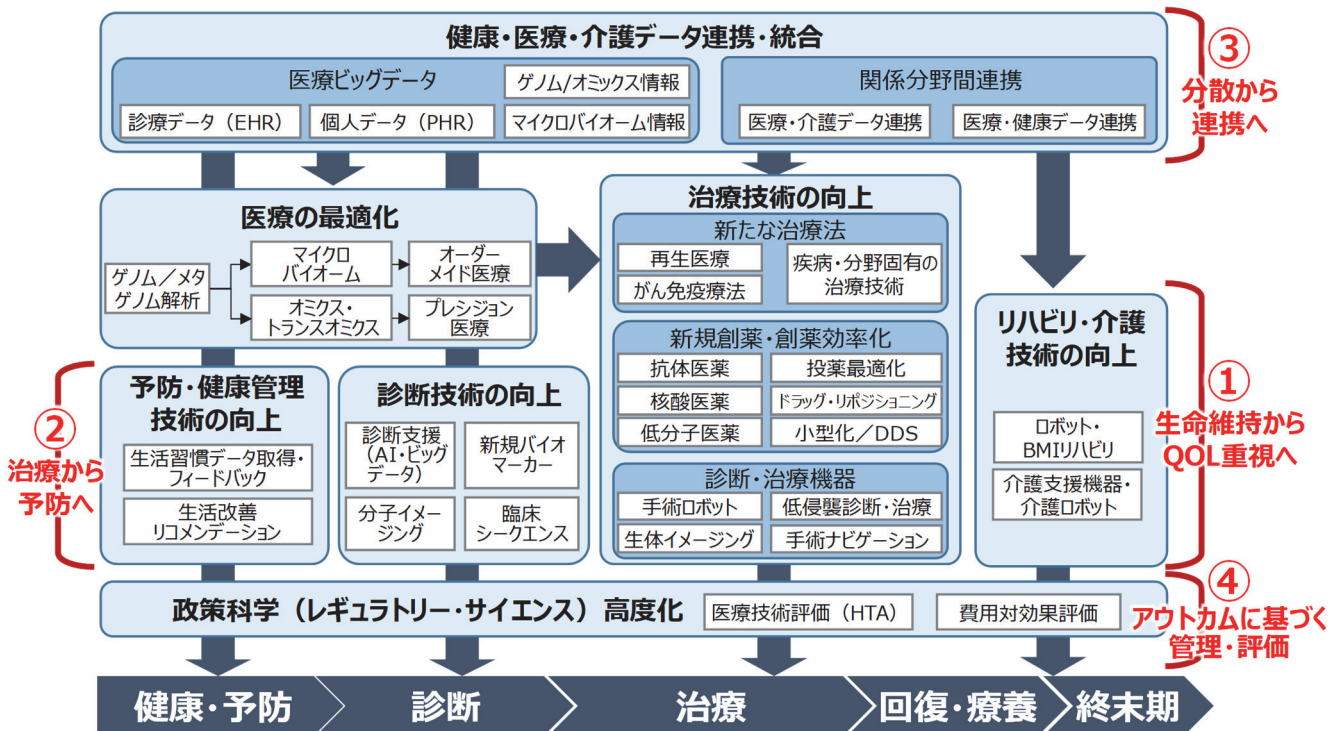 健康・医療・介護データ連携・統合
医療ビッグデータ
ゲノム/オミックス情報
診療データ（EHR）
個人データ（PHR）
マイクロバイオーム情報
関係分野間連携
医療・介護データ連携
医療・健康データ連携
③
分散から
連携へ
医療の最適化
ゲノム／メタ
ゲノム解析
マイクロ
バイオーム
オーダー
メイド医療
オミクス・
トランスオミクス
プレシジョン
医療
治療技術の向上
新たな治療法
再生医療
がん免疫療法
疾病・分野固有の
治療技術
新規創薬・創薬効率化
抗体医薬
投薬最適化
核酸医薬
ドラッグ・リポジショニング
低分子医薬
小型化／DDS
診断・治療機器
手術ロボット
低侵襲診断・治療
生体イメージング
手術ナビゲーション
リハビリ・介護
技術の向上
ロボット・
BMIリハビリ
介護支援機器・
介護ロボット
①
生命維持から
QOL重視へ
②
治療から
予防へ
予防・健康管理
技術の向上
生活習慣データ取得・
フィードバック
生活改善
リコメンデーション
診断技術の向上
診断支援
（AI・ビッグ
データ）
新規バイオ
マーカー
分子イメー
ジング
臨床
シークエンス
政策科学（レギュラトリー・サイエンス）高度化
医療技術評価（HTA）
費用対効果評価
④
アウトカムに基づく
管理・評価
健康・予防
診断
治療
回復・療養
終末期